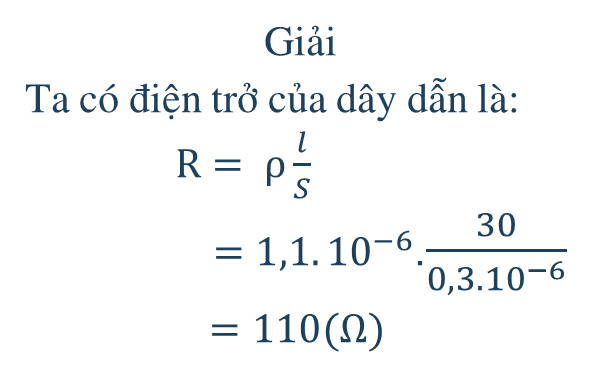 Giải
Ta có điện trở của dây dẫn là:
R = ρ l/S
= 1,1. 10⁻⁶ . 30/0,3.10⁻⁶
= 110(Ω)